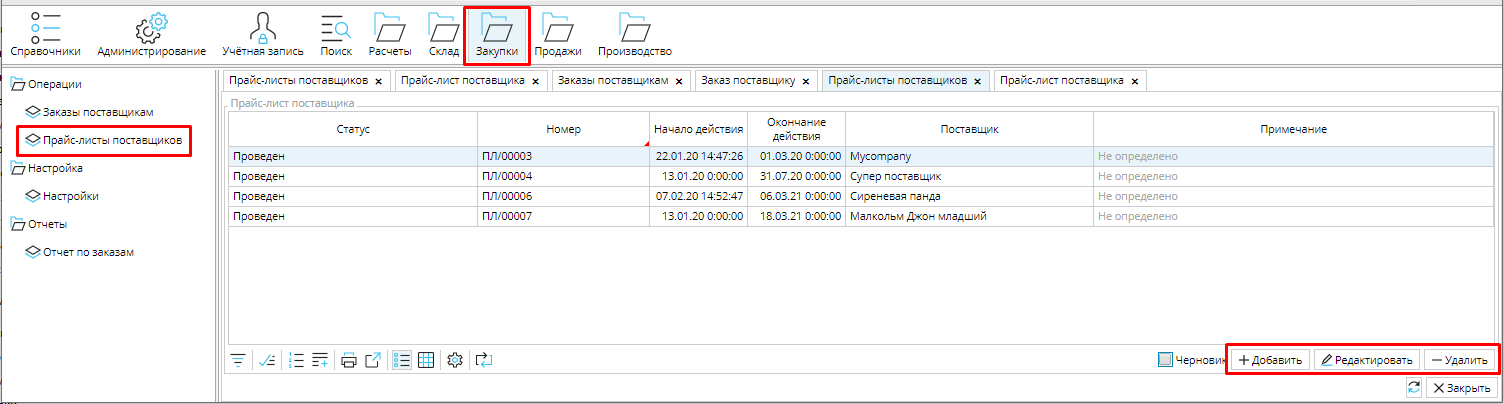 Справочники Администрирование Учётная запись Поиск Расчеты Склад Закупки Продажи Производство
Операции
Заказы поставщикам
Прайс-листы поставщиков
Настройка
Настройки
Отчеты
Отчет по заказам
Прайс-листы поставщиков × Прайс-лист поставщика × Заказы поставщикам × Заказ поставщику × Прайс-листы поставщиков × Прайс-лист поставщика ×
Прайс-лист поставщика
Статус Номер Начало действия Окончание действия Поставщик Примечание
Проведен ПЛ/00003 22.01.20 14:47:26 01.03.20 0:00:00 Mycompany Не определено
Проведен ПЛ/00004 13.01.20 0:00:00 31.07.20 0:00:00 Супер поставщик Не определено
Проведен ПЛ/00006 07.02.20 14:52:47 06.03.21 0:00:00 Сиреневая панда Не определено
Проведен ПЛ/00007 13.01.20 0:00:00 18.03.21 0:00:00 Малкольм Джон младший Не определено
Черновик Добавить Редактировать Удалить
Закрыть